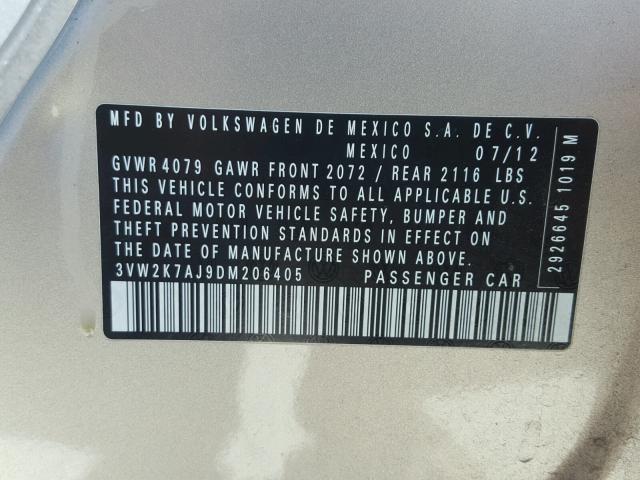 MFD BY VOLKSWAGEN DE MEXICO S.A. DE C.V.
MEXICO 07/12
GVWR 4079 GAWR FRONT 2072 / REAR 2116 LBS
THIS VEHICLE CONFORMS TO ALL APPLICABLE U.S.
FEDERAL MOTOR VEHICLE SAFETY, BUMPER AND
THEFT PREVENTION STANDARDS IN EFFECT ON
THE DATE OF MANUFACTURE SHOWN ABOVE.
3VW2K7AJ9DM206405 PASSENGER CAR
2926645 1019 M